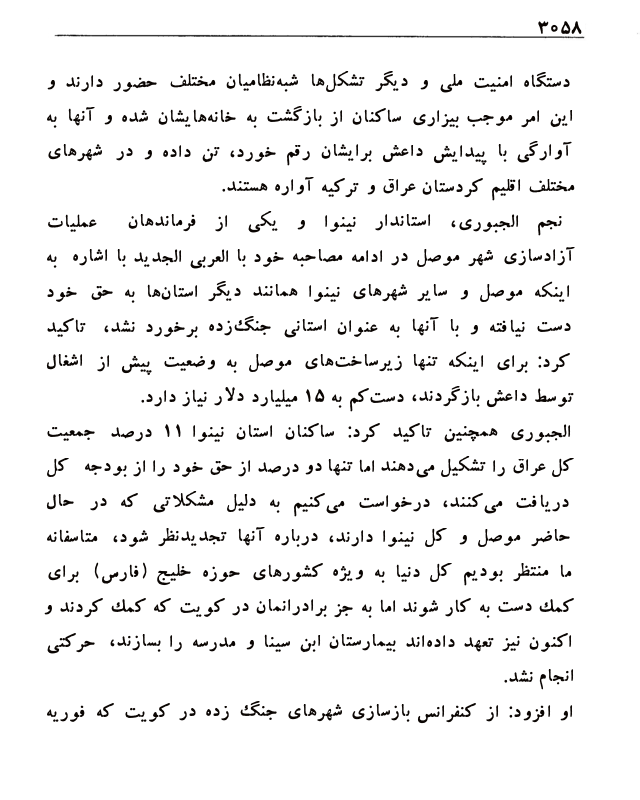 ۳۰۵۸
دستگاه امنیت ملی و دیگر تشکل‌ها شبه‌نظامیان مختلف حضور دارند و
این امر موجب بیزاری ساکنان از بازگشت به خانه‌هایشان شده و آنها به
آوارگی با پیدایش داعش برایشان رقم خورد، تن داده و در شهرهای
مختلف اقلیم کردستان عراق و ترکیه آواره هستند.
نجم الجبوری، استاندار نینوا و یکی از فرماندهان عملیات
آزادسازی شهر موصل در ادامه مصاحبه خود با العربی الجدید با اشاره به
اینکه موصل و سایر شهرهای نینوا همانند دیگر استان‌ها به حق خود
دست نیافته و با آنها به عنوان استانی جنگ‌زده برخورد نشد، تاکید
کرد: برای اینکه تنها زیرساخت‌های موصل به وضعیت پیش از اشغال
توسط داعش بازگردند، دست‌کم به ۱۵ میلیارد دلار نیاز دارد.
الجبوری همچنین تاکید کرد: ساکنان استان نینوا ۱۱ درصد جمعیت
کل عراق را تشکیل می‌دهند اما تنها دو درصد از حق خود را از بودجه کل
دریافت می‌کنند، درخواست می‌کنیم به دلیل مشکلاتی که در حال
حاضر موصل و کل نینوا دارند، درباره آنها تجدیدنظر شود، متاسفانه
ما منتظر بودیم کل دنیا به ویژه کشورهای حوزه خلیج (فارس) برای
کمک دست به کار شوند اما به جز برادرانمان در کویت که کمک کردند و
اکنون نیز تعهد داده‌اند بیمارستان ابن سینا و مدرسه را بسازند، حرکتی
انجام نشد.
او افزود: از کنفرانس بازسازی شهرهای جنگ زده در کویت که فوریه